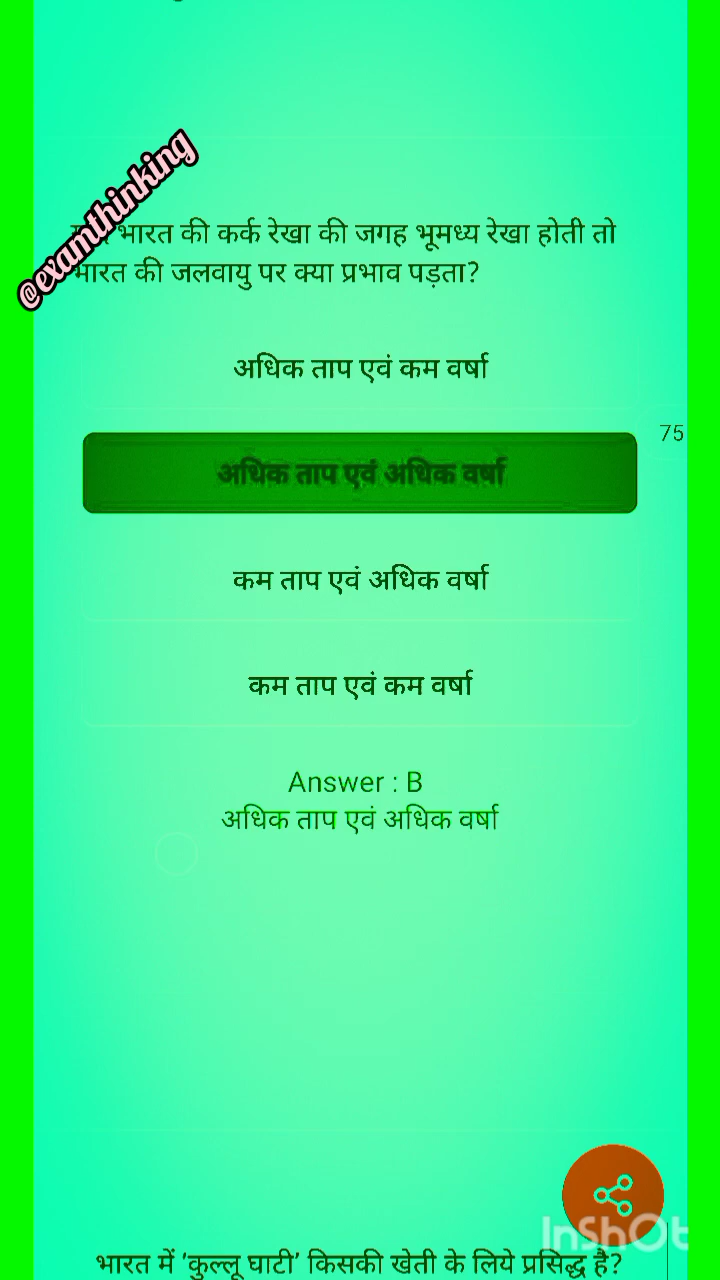 @examthinking
भारत की कर्क रेखा की जगह भूमध्य रेखा होती तो
भारत की जलवायु पर क्या प्रभाव पड़ता?
अधिक ताप एवं कम वर्षा
75
अधिक ताप एवं अधिक वर्षा
कम ताप एवं अधिक वर्षा
कम ताप एवं कम वर्षा
Answer : B
अधिक ताप एवं अधिक वर्षा
InShOt
भारत में 'कुल्लू घाटी' किसकी खेती के लिये प्रसिद्ध है?